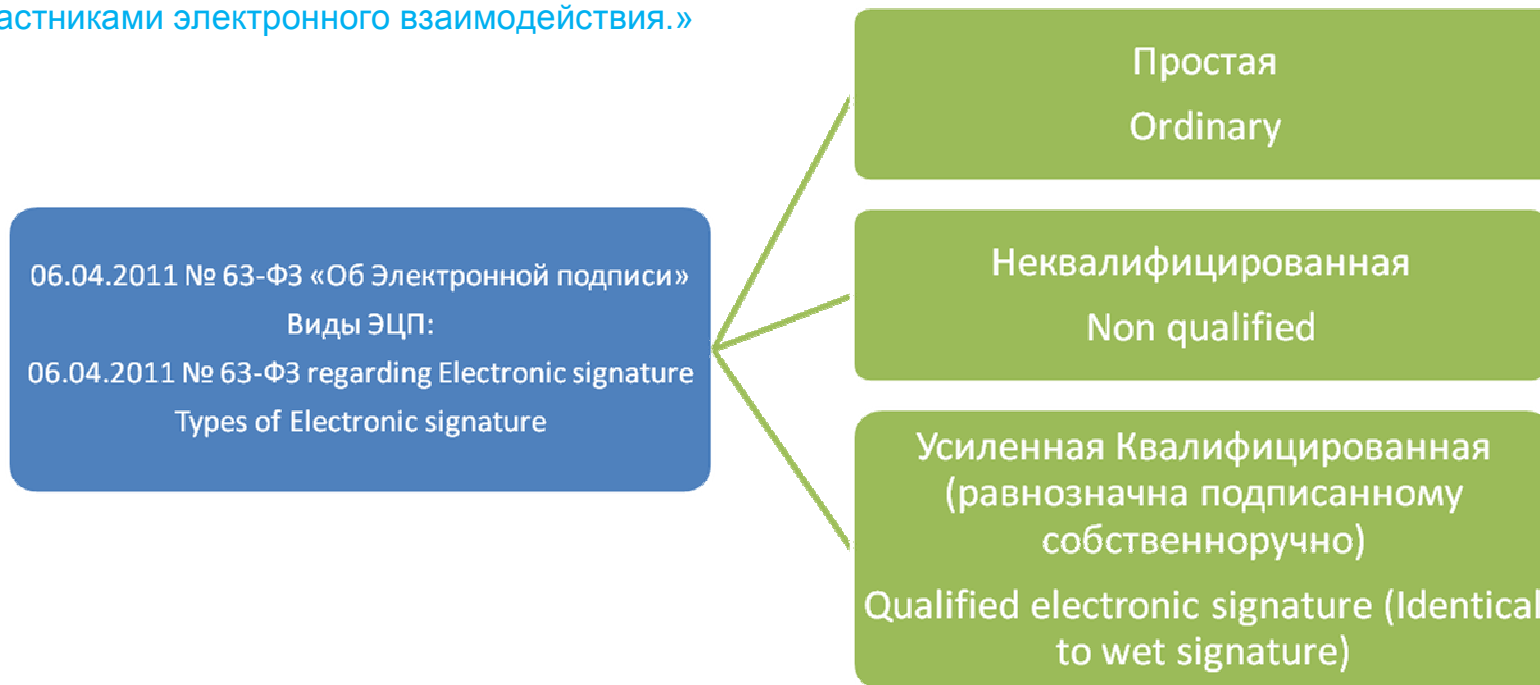 астниками электронного взаимодействия.»
06.04.2011 № 63-ФЗ «Об Электронной подписи»
Виды ЭЦП:
06.04.2011 № 63-ФЗ regarding Electronic signature
Types of Electronic signature
Простая
Ordinary
Неквалифицированная
Non qualified
Усиленная Квалифицированная
(равнозначна подписанному
собственноручно)
Qualified electronic signature (Identical
to wet signature)